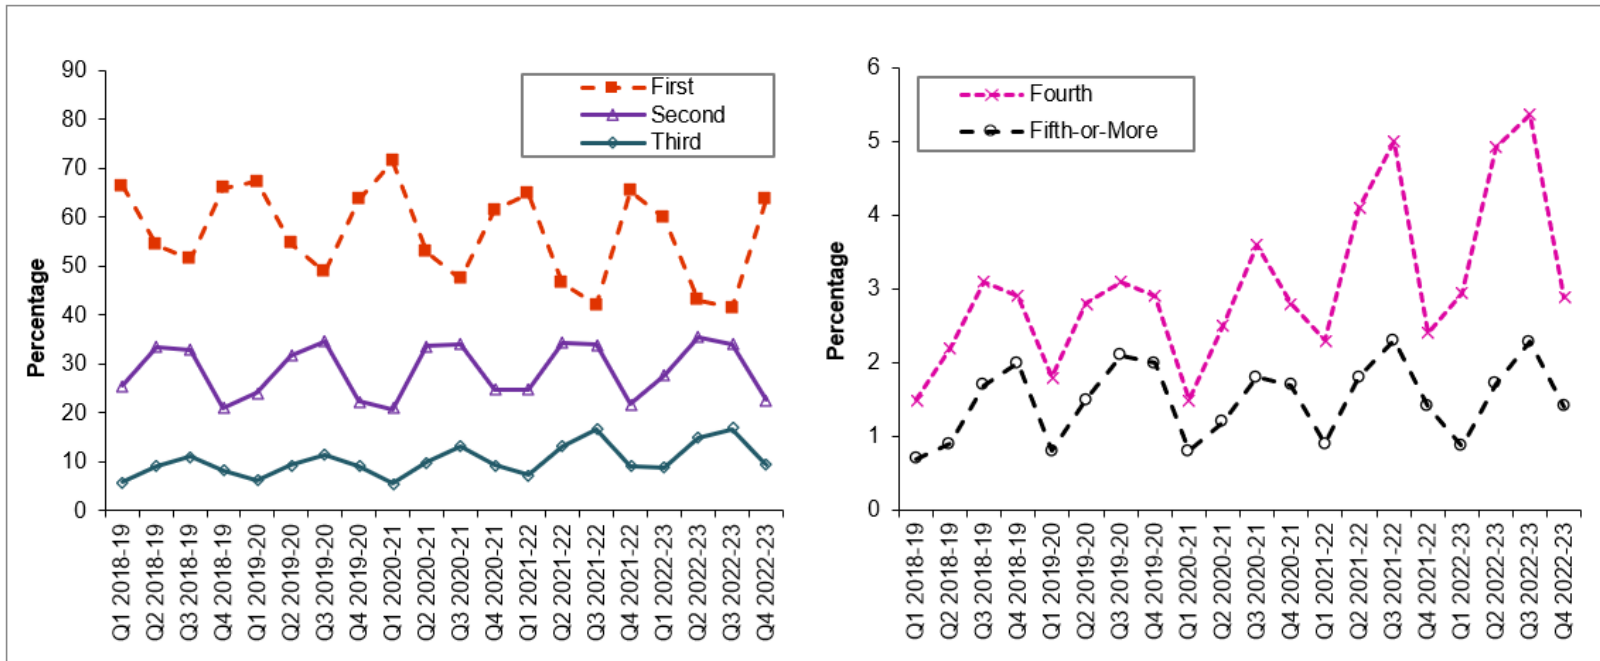 90
80
70
60
50
40
30
20
10
0
Percentage
First
Second
Third
Q1 2018-19
Q2 2018-19
Q3 2018-19
Q4 2018-19
Q1 2019-20
Q2 2019-20
Q3 2019-20
Q4 2019-20
Q1 2020-21
Q2 2020-21
Q3 2020-21
Q4 2020-21
Q1 2021-22
Q2 2021-22
Q3 2021-22
Q4 2021-22
Q1 2022-23
Q2 2022-23
Q3 2022-23
Q4 2022-23
6
5
4
3
2
1
0
Percentage
Fourth
Fifth-or-More
Q1 2018-19
Q2 2018-19
Q3 2018-19
Q4 2018-19
Q1 2019-20
Q2 2019-20
Q3 2019-20
Q4 2019-20
Q1 2020-21
Q2 2020-21
Q3 2020-21
Q4 2020-21
Q1 2021-22
Q2 2021-22
Q3 2021-22
Q4 2021-22
Q1 2022-23
Q2 2022-23
Q3 2022-23
Q4 2022-23